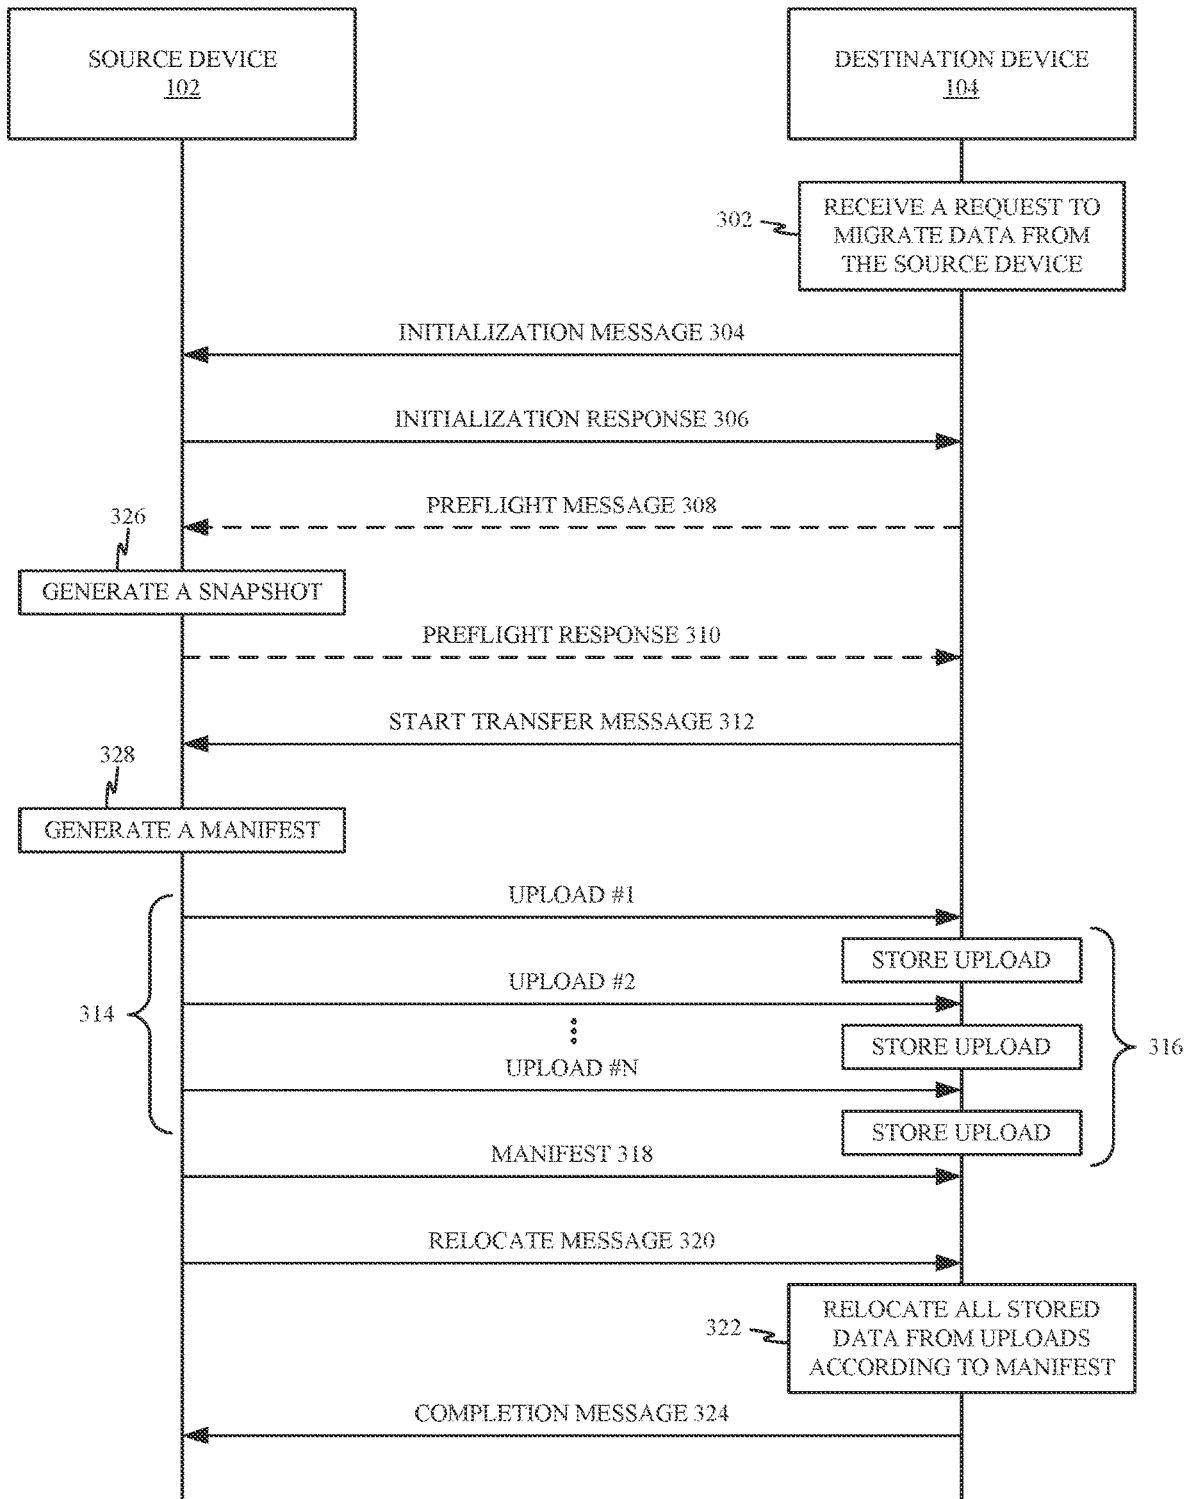 SOURCE DEVICE
102
DESTINATION DEVICE
104
302
RECEIVE A REQUEST TO
MIGRATE DATA FROM
THE SOURCE DEVICE
INITIALIZATION MESSAGE 304
INITIALIZATION RESPONSE 306
PREFLIGHT MESSAGE 308
326
GENERATE A SNAPSHOT
PREFLIGHT RESPONSE 310
START TRANSFER MESSAGE 312
328
GENERATE A MANIFEST
UPLOAD #1
STORE UPLOAD
UPLOAD #2
314
STORE UPLOAD
316
UPLOAD #N
STORE UPLOAD
MANIFEST 318
RELOCATE MESSAGE 320
322
RELOCATE ALL STORED
DATA FROM UPLOADS
ACCORDING TO MANIFEST
COMPLETION MESSAGE 324